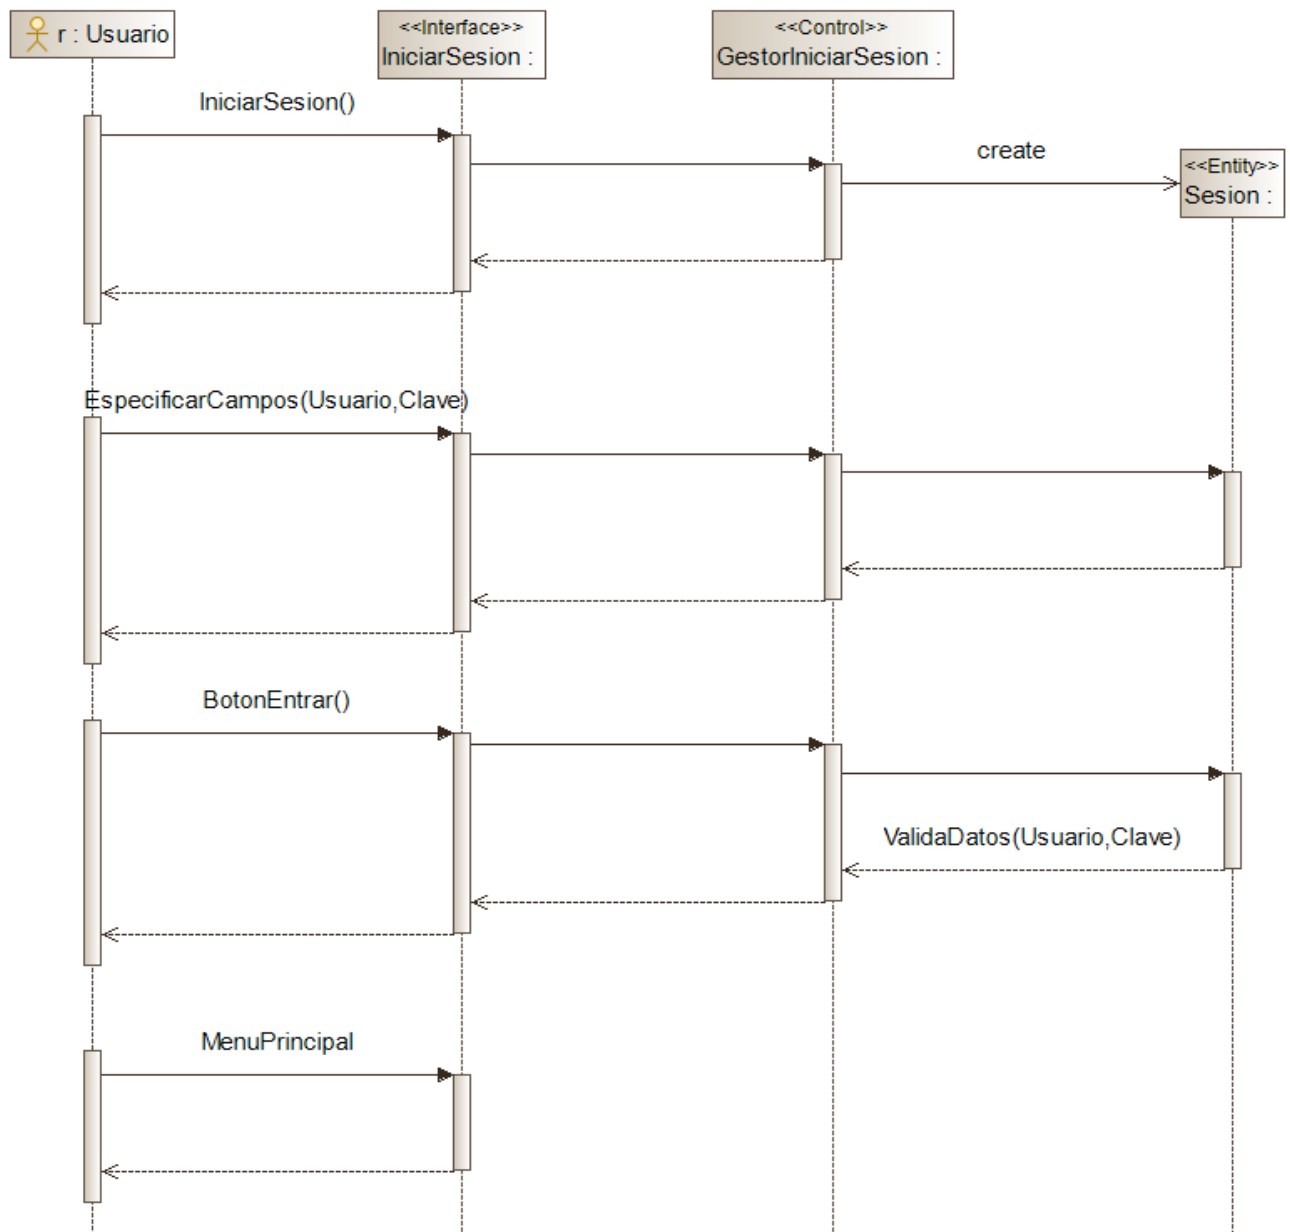 r : Usuario
<<Interface>>
IniciarSesion :
<<Control>>
GestorIniciarSesion :
IniciarSesion()
create
<<Entity>>
Sesion :
EspecificarCampos(Usuario,Clave)
BotonEntrar()
ValidaDatos(Usuario,Clave)
MenuPrincipal